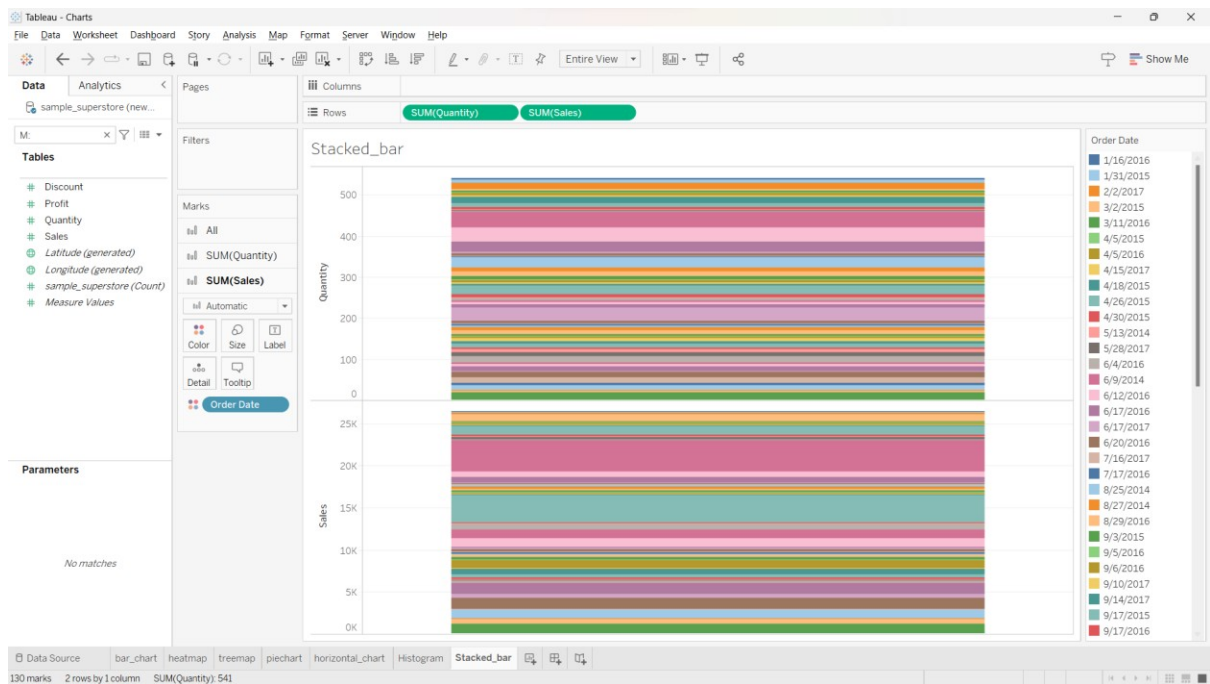 Tableau - Charts
File Data Worksheet Dashboard Story Analysis Map Format Server Window Help
Entire View
Show Me
Data Analytics
sample_superstore (new...
M:
Tables
Discount
Profit
Quantity
Sales
Latitude (generated)
Longitude (generated)
sample_superstore (Count)
Measure Values
Parameters
No matches
Pages
Filters
Marks
All
SUM(Quantity)
SUM(Sales)
Automatic
Color Size Label
Detail Tooltip
Order Date
Columns
Rows SUM(Quantity) SUM(Sales)
Stacked_bar
Quantity
500
400
300
200
100
0
Sales
25K
20K
15K
10K
5K
0K
Order Date
1/16/2016
1/31/2015
2/2/2017
3/2/2015
3/11/2016
4/5/2015
4/5/2016
4/15/2017
4/18/2015
4/26/2015
4/30/2015
5/13/2014
5/28/2017
6/4/2016
6/9/2014
6/12/2016
6/17/2016
6/17/2017
6/20/2016
7/16/2017
7/17/2016
8/25/2014
8/27/2014
8/29/2016
9/3/2015
9/5/2016
9/6/2016
9/10/2017
9/14/2017
9/17/2015
9/17/2016
Data Source bar_chart heatmap treemap piechart horizontal_chart Histogram Stacked_bar
130 marks 2 rows by 1 column SUM(Quantity): 541